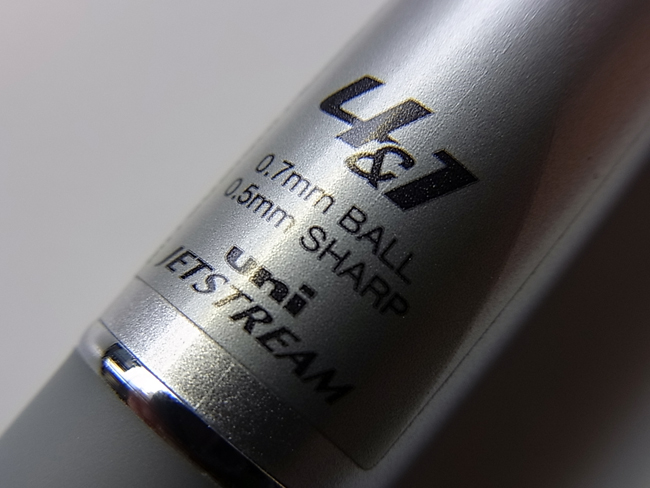 4&1
0.7mm BALL
0.5mm SHARP
uni
JETSTREAM